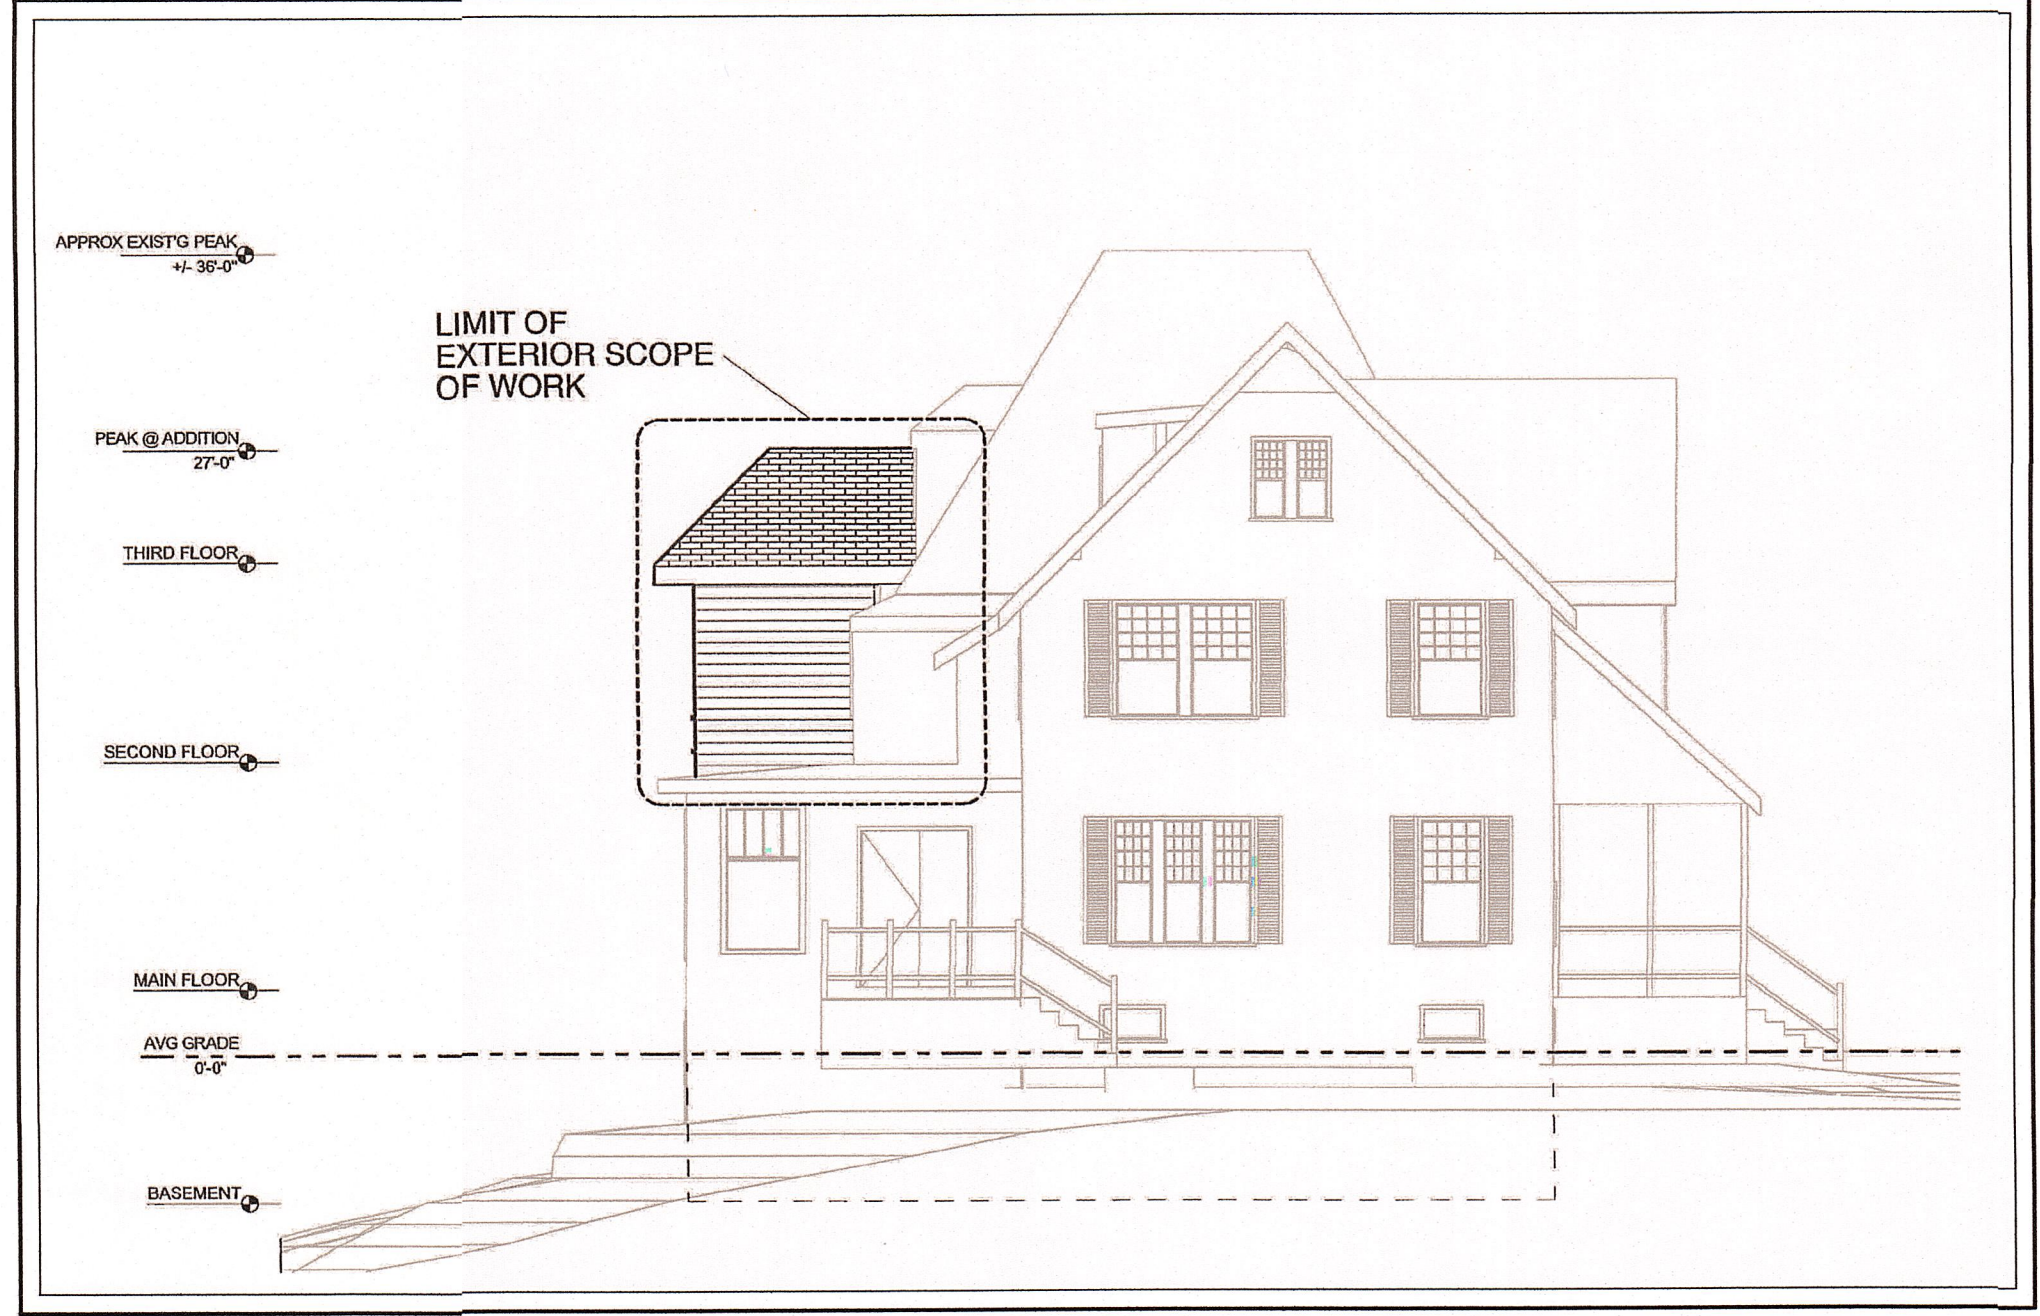 APPROX EXIST'G PEAK
+/- 36'-0"
LIMIT OF
EXTERIOR SCOPE
OF WORK
PEAK @ ADDITION
27'-0"
THIRD FLOOR
SECOND FLOOR
MAIN FLOOR
AVG GRADE
0'-0"
BASEMENT